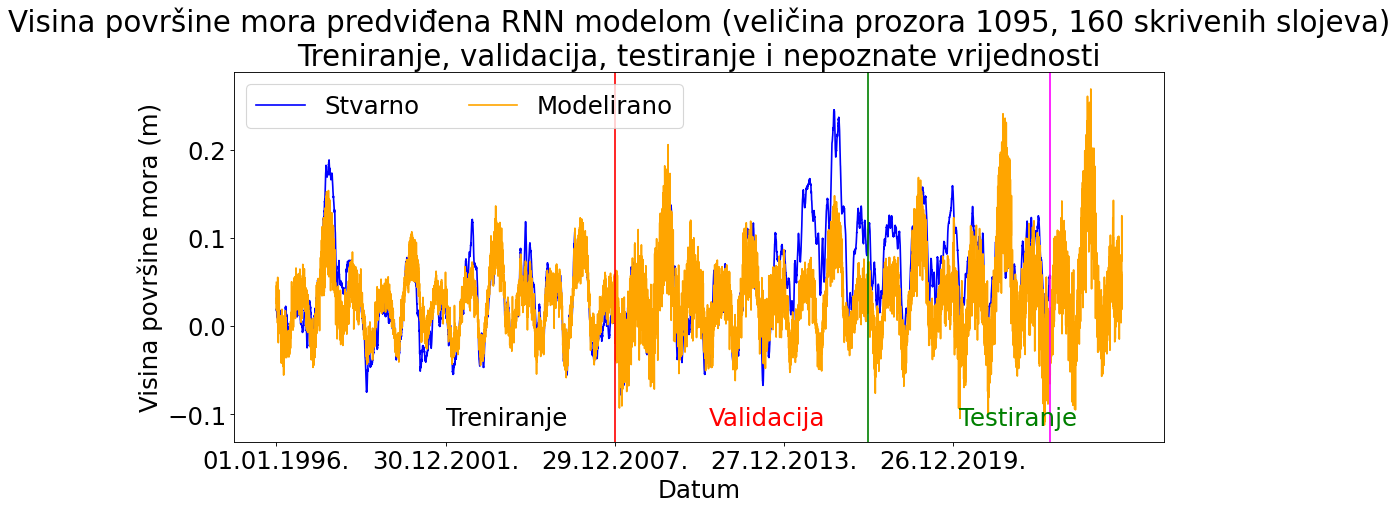 Visina površine mora predviđena RNN modelom (veličina prozora 1095, 160 skrivenih slojeva)
Treniranje, validacija, testiranje i nepoznate vrijednosti
Stvarno
Modelirano
Visina površine mora (m)
0.2
0.1
0.0
−0.1
Treniranje
Validacija
Testiranje
01.01.1996.
30.12.2001.
29.12.2007.
27.12.2013.
26.12.2019.
Datum